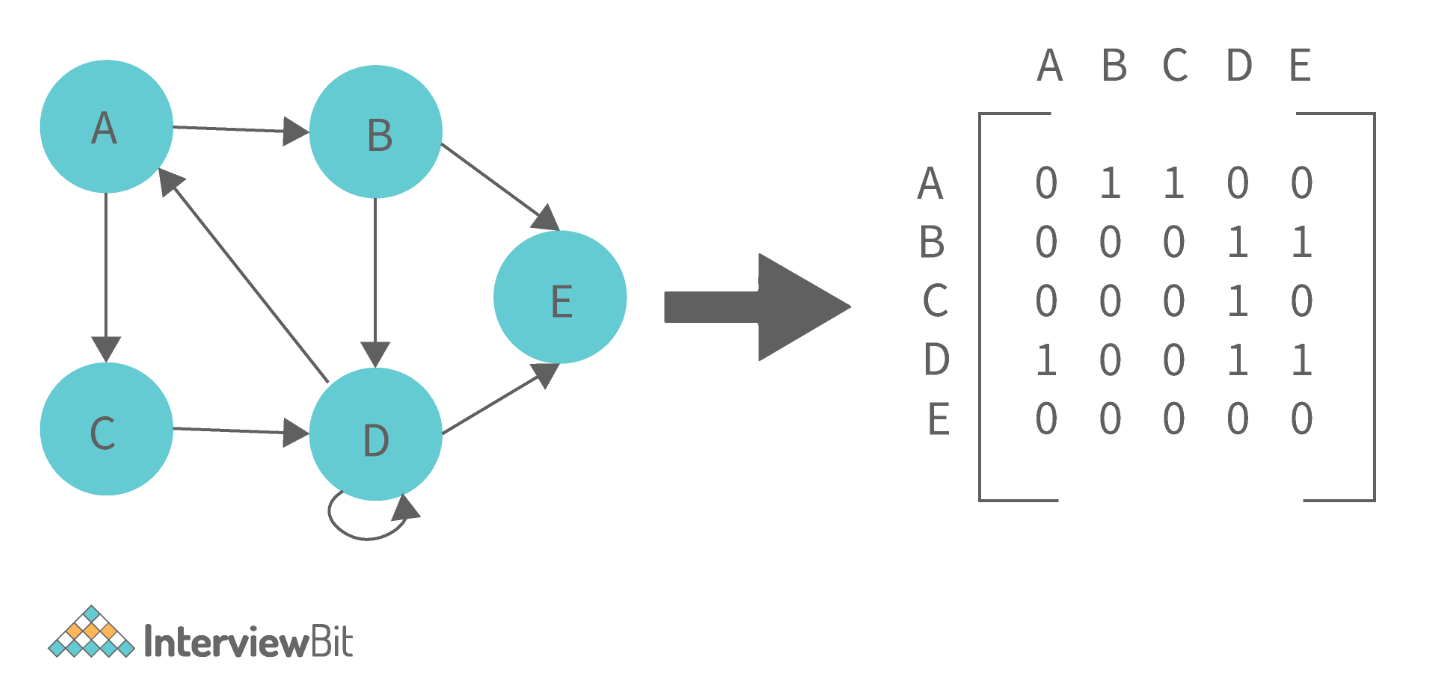 A
B
C
D
E
A B C D E
A 0 1 1 0 0
B 0 0 0 1 1
C 0 0 0 1 0
D 1 0 0 1 1
E 0 0 0 0 0
InterviewBit